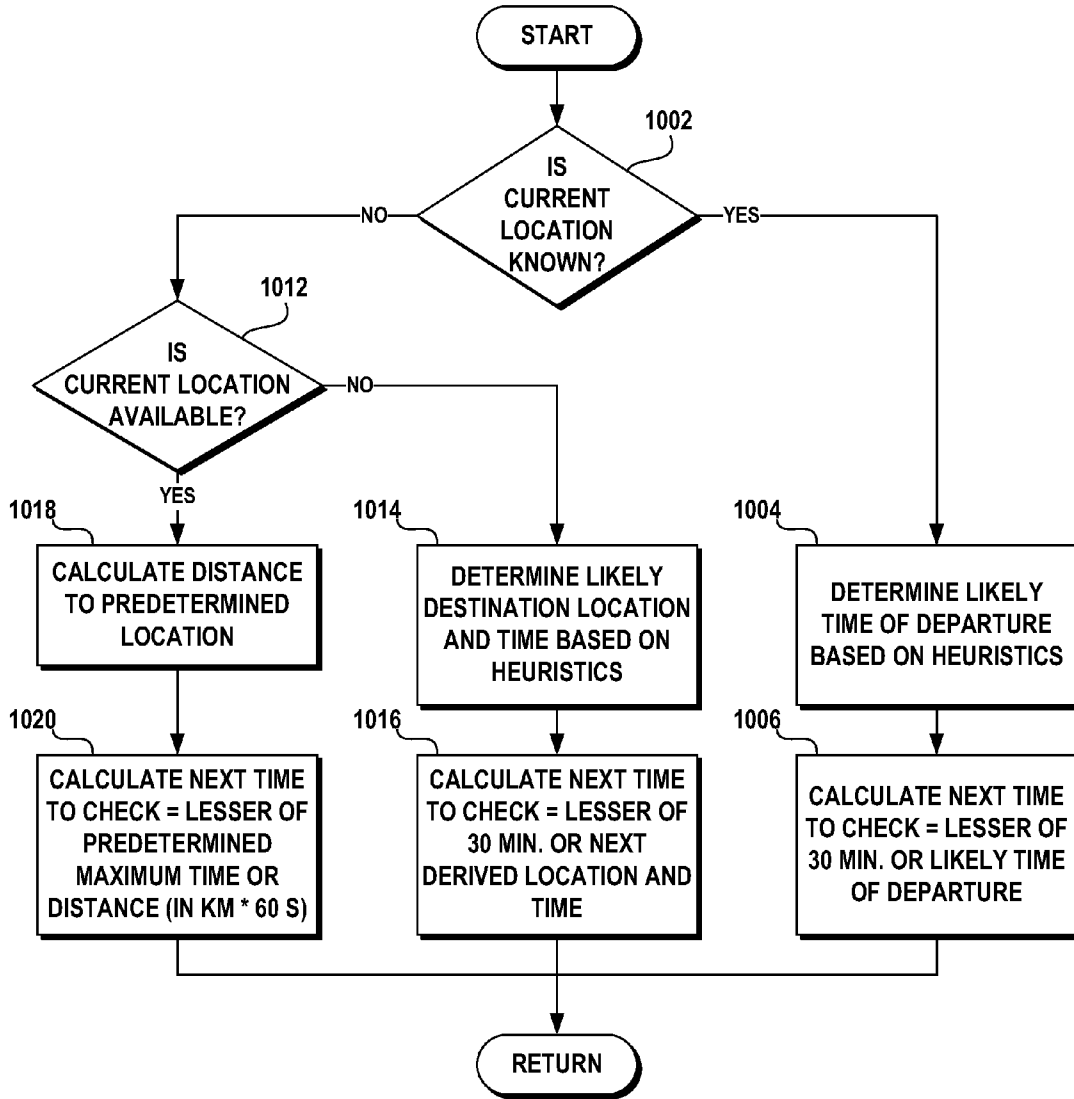 START
1002
IS
CURRENT
LOCATION
KNOWN?
NO
YES
1012
IS
CURRENT LOCATION
AVAILABLE?
NO
YES
1018
CALCULATE DISTANCE
TO PREDETERMINED
LOCATION
1014
DETERMINE LIKELY
DESTINATION LOCATION
AND TIME BASED ON
HEURISTICS
1004
DETERMINE LIKELY
TIME OF DEPARTURE
BASED ON HEURISTICS
1020
CALCULATE NEXT TIME
TO CHECK = LESSER OF
PREDETERMINED
MAXIMUM TIME OR
DISTANCE (IN KM * 60 S)
1016
CALCULATE NEXT TIME
TO CHECK = LESSER OF
30 MIN. OR NEXT
DERIVED LOCATION AND
TIME
1006
CALCULATE NEXT TIME
TO CHECK = LESSER OF
30 MIN. OR LIKELY TIME
OF DEPARTURE
RETURN